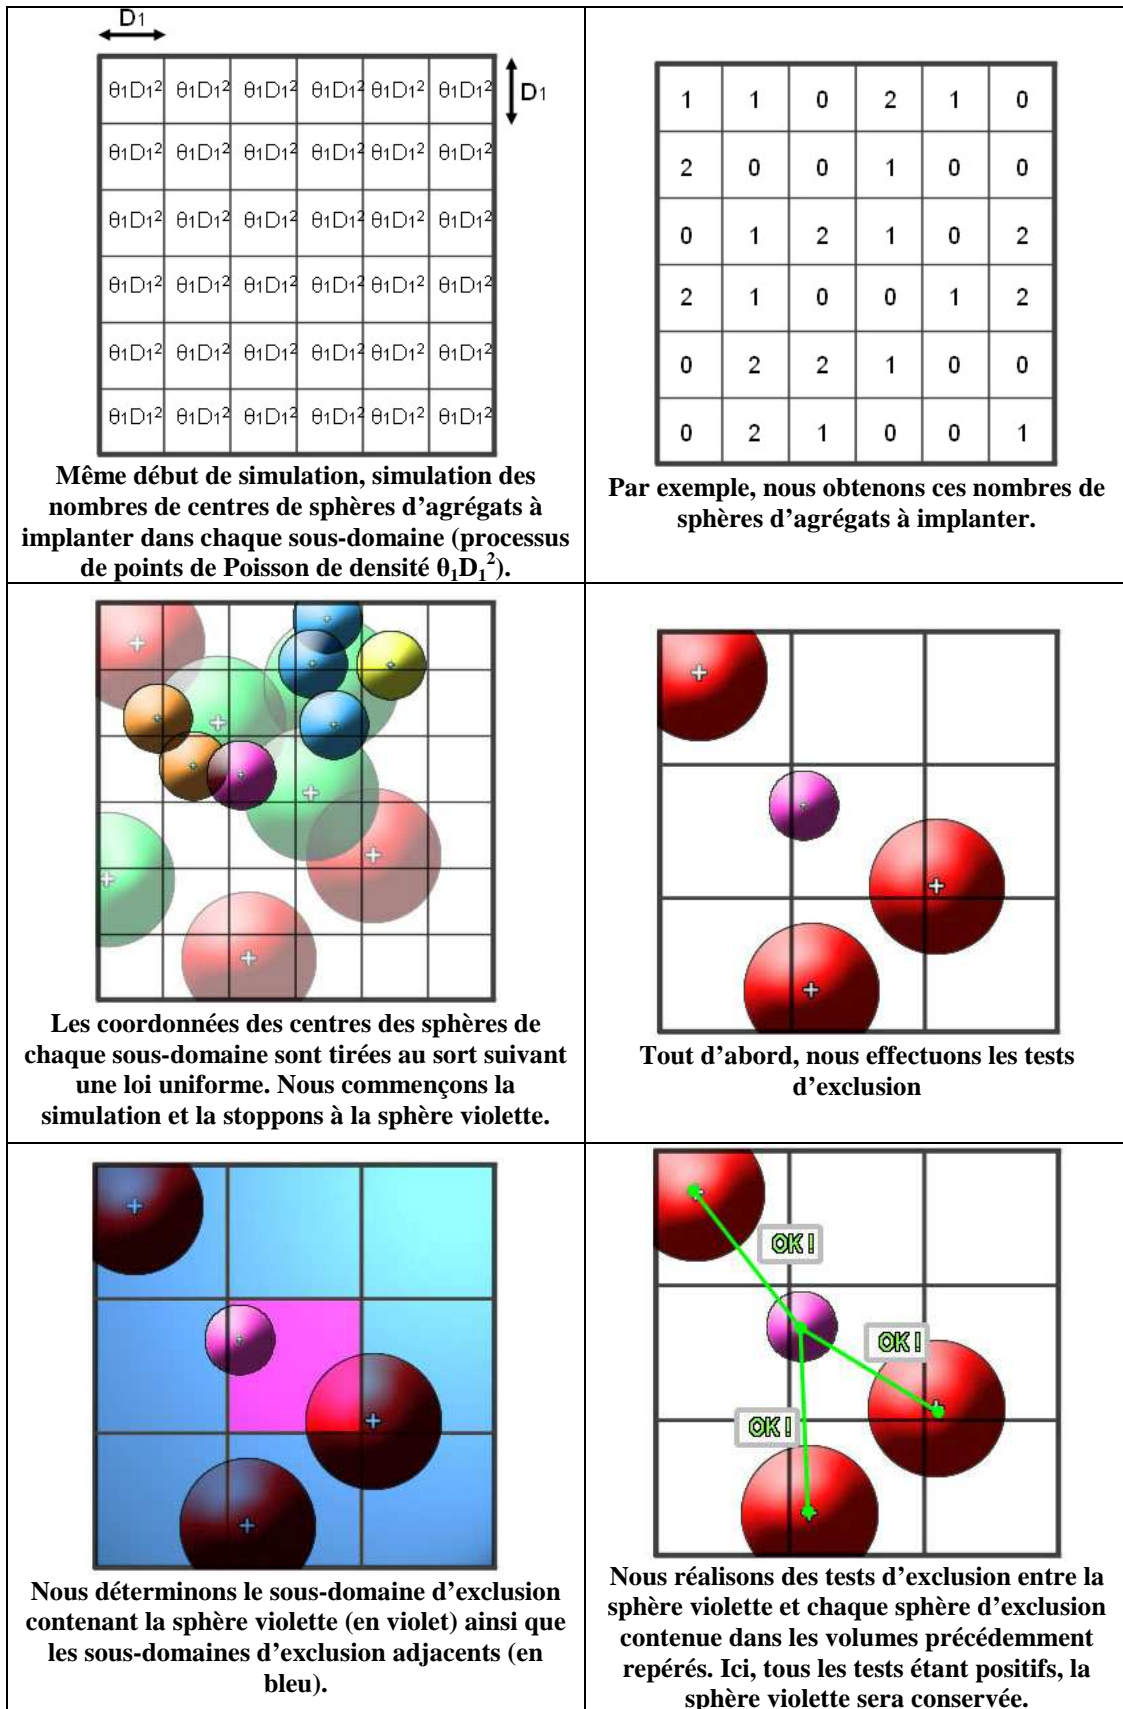 D1
D1
θ1D1² θ1D1² θ1D1² θ1D1² θ1D1² θ1D1²
θ1D1² θ1D1² θ1D1² θ1D1² θ1D1² θ1D1²
θ1D1² θ1D1² θ1D1² θ1D1² θ1D1² θ1D1²
θ1D1² θ1D1² θ1D1² θ1D1² θ1D1² θ1D1²
θ1D1² θ1D1² θ1D1² θ1D1² θ1D1² θ1D1²
θ1D1² θ1D1² θ1D1² θ1D1² θ1D1² θ1D1²
Même début de simulation, simulation des
nombres de centres de sphères d’agrégats à
implanter dans chaque sous-domaine (processus
de points de Poisson de densité θ₁D₁²).
1 1 0 2 1 0
2 0 0 1 0 0
0 1 2 1 0 2
2 1 0 0 1 2
0 2 2 1 0 0
0 2 1 0 0 1
Par exemple, nous obtenons ces nombres de
sphères d’agrégats à implanter.
Les coordonnées des centres des sphères de
chaque sous-domaine sont tirées au sort suivant
une loi uniforme. Nous commençons la
simulation et la stoppons à la sphère violette.
Tout d’abord, nous effectuons les tests
d’exclusion
Nous déterminons le sous-domaine d’exclusion
contenant la sphère violette (en violet) ainsi que
les sous-domaines d’exclusion adjacents (en
bleu).
OK !
OK !
OK !
Nous réalisons des tests d’exclusion entre la
sphère violette et chaque sphère d’exclusion
contenue dans les volumes précédemment
repérés. Ici, tous les tests étant positifs, la
sphère violette sera conservée.